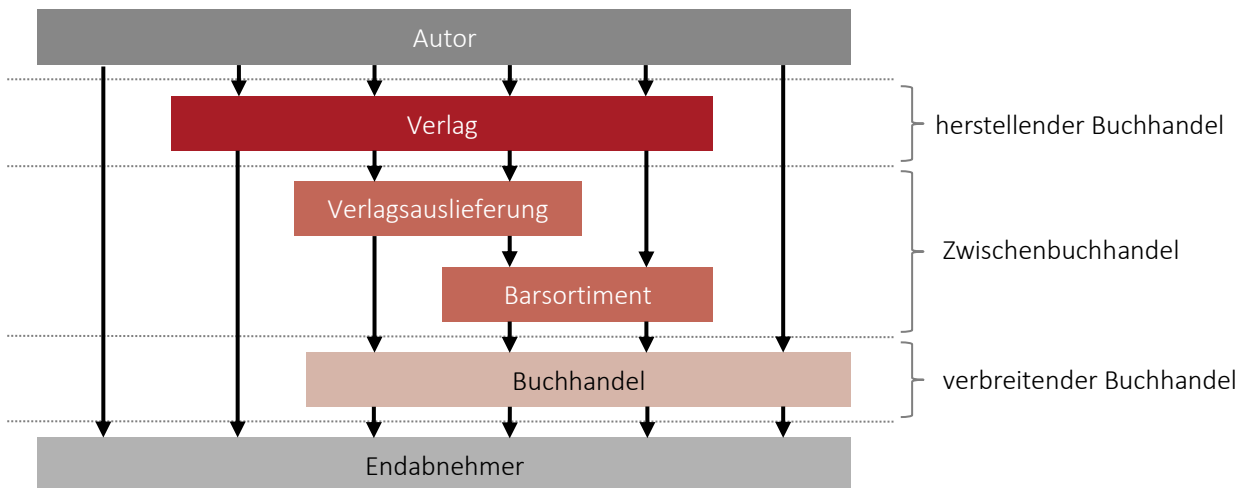 Autor
Verlag
herstellender Buchhandel
Verlagsauslieferung
Zwischenbuchhandel
Barsortiment
Buchhandel
verbreitender Buchhandel
Endabnehmer